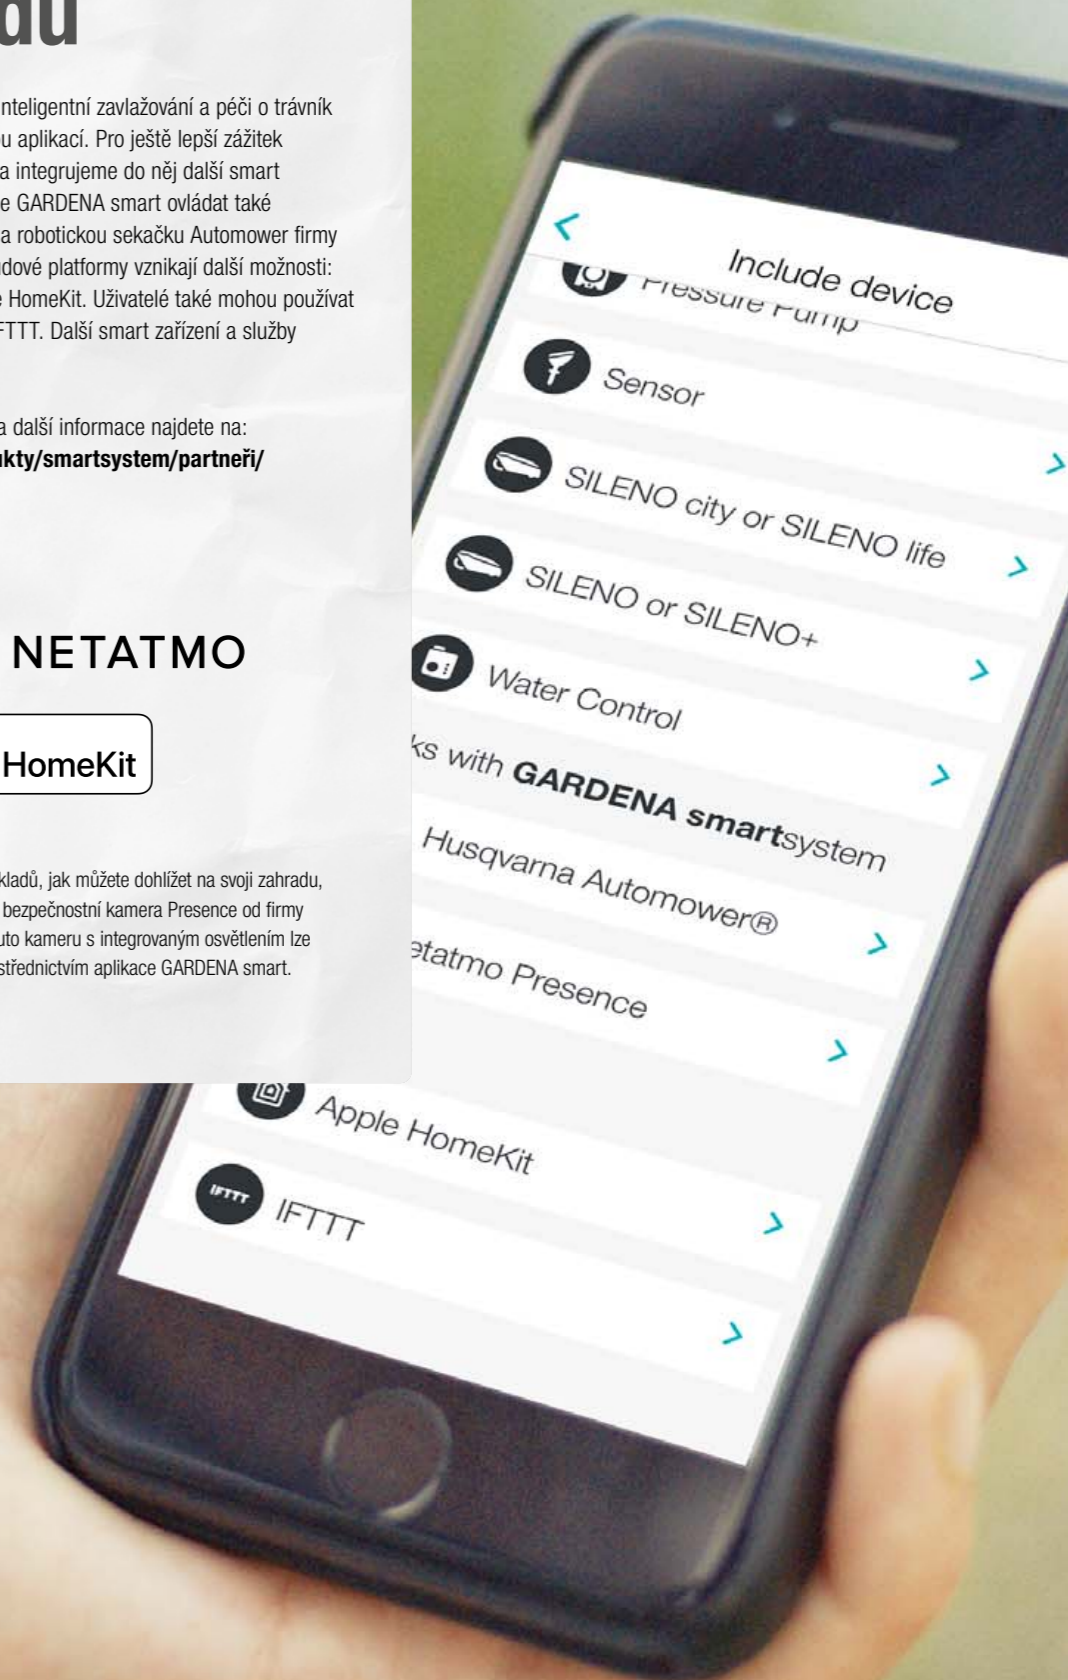 nteligentní zavlažování a péči o trávník
u aplikací. Pro ještě lepší zážitek
a integrujeme do něj další smart
e GARDENA smart ovládat také
a robotickou sekačku Automower firmy
udové platformy vznikají další možnosti:
e HomeKit. Uživatelé také mohou používat
FTTT. Další smart zařízení a služby
a další informace najdete na:
ukty/smartsystem/partneři/
NETATMO
HomeKit
kladů, jak můžete dohlížet na svoji zahradu,
bezpečnostní kamera Presence od firmy
uto kameru s integrovaným osvětlením lze
střednictvím aplikace GARDENA smart.
Include device
Pressure Pump
Sensor
SILENO city or SILENO life
SILENO or SILENO+
Water Control
ks with GARDENA smartsystem
Husqvarna Automower®
etatmo Presence
Apple HomeKit
IFTTT IFTTT